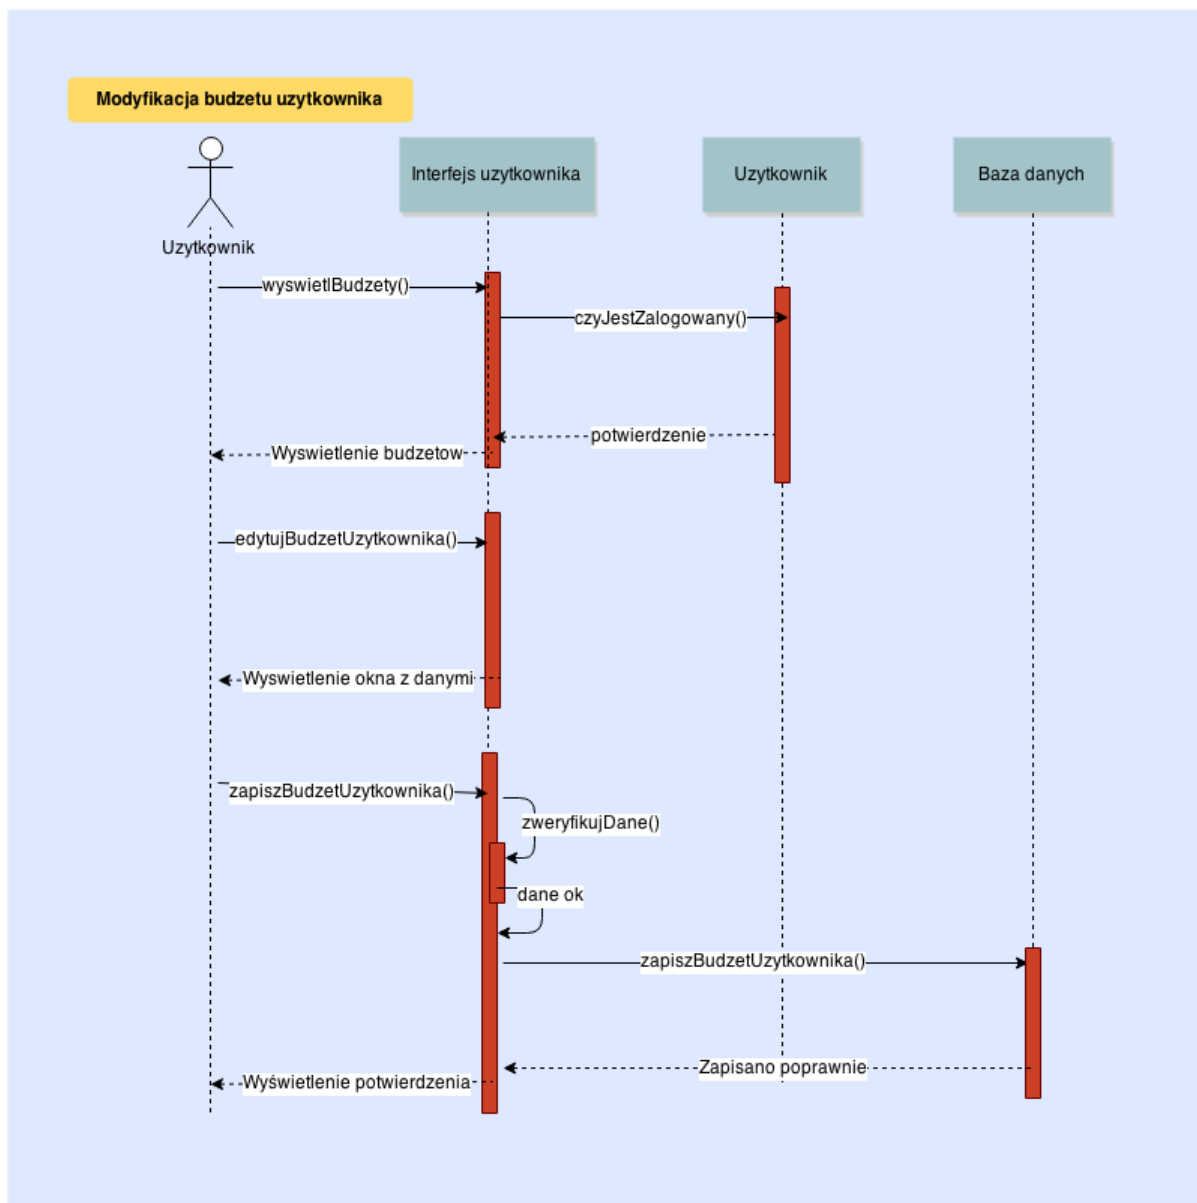 Modyfikacja budzetu uzytkownika
Interfejs uzytkownika
Uzytkownik
Baza danych
Uzytkownik
wyswietlBudzety()
czyJestZalogowany()
potwierdzenie
Wyswietlenie budzetow
edytujBudzetUzytkownika()
Wyswietlenie okna z danymi
zapiszBudzetUzytkownika()
zweryfikujDane()
dane ok
zapiszBudzetUzytkownika()
Zapisano poprawnie
Wyświetlenie potwierdzenia